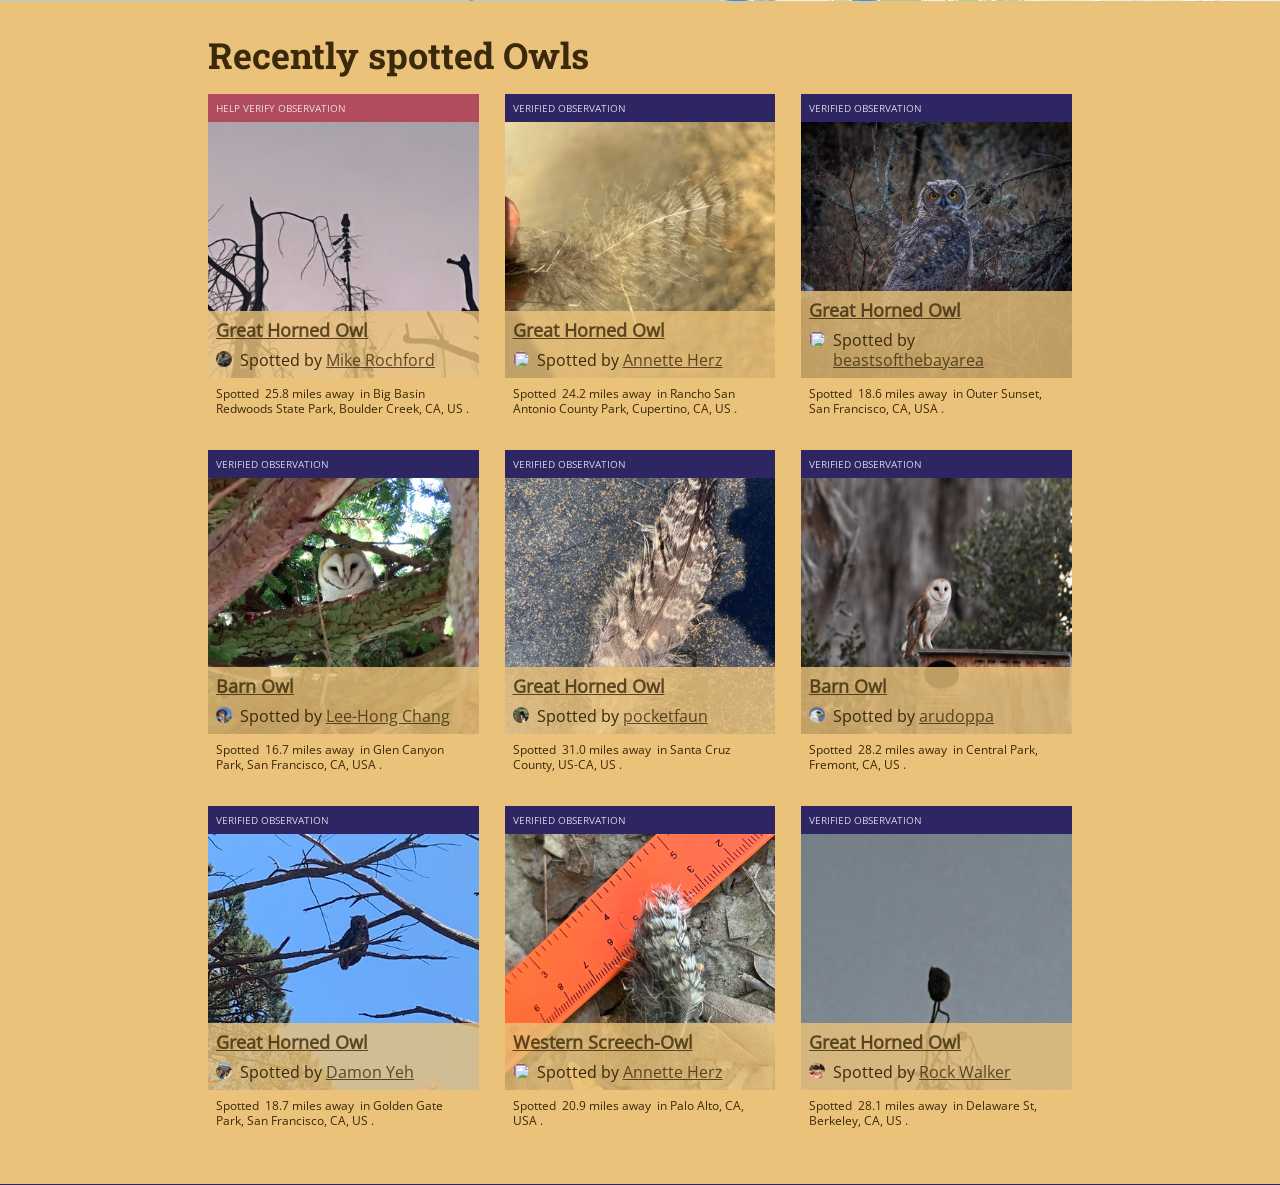 Recently spotted Owls
HELP VERIFY OBSERVATION
Great Horned Owl
Spotted by Mike Rochford
Spotted 25.8 miles away in Big Basin
Redwoods State Park, Boulder Creek, CA, US .
VERIFIED OBSERVATION
Great Horned Owl
Spotted by Annette Herz
Spotted 24.2 miles away in Rancho San
Antonio County Park, Cupertino, CA, US .
VERIFIED OBSERVATION
Great Horned Owl
Spotted by
beastsofthebayarea
Spotted 18.6 miles away in Outer Sunset,
San Francisco, CA, USA .
VERIFIED OBSERVATION
Barn Owl
Spotted by Lee-Hong Chang
Spotted 16.7 miles away in Glen Canyon
Park, San Francisco, CA, USA .
VERIFIED OBSERVATION
Great Horned Owl
Spotted by pocketfaun
Spotted 31.0 miles away in Santa Cruz
County, US-CA, US .
VERIFIED OBSERVATION
Barn Owl
Spotted by arudoppa
Spotted 28.2 miles away in Central Park,
Fremont, CA, US .
VERIFIED OBSERVATION
Great Horned Owl
Spotted by Damon Yeh
Spotted 18.7 miles away in Golden Gate
Park, San Francisco, CA, US .
VERIFIED OBSERVATION
Western Screech-Owl
Spotted by Annette Herz
Spotted 20.9 miles away in Palo Alto, CA,
USA .
VERIFIED OBSERVATION
Great Horned Owl
Spotted by Rock Walker
Spotted 28.1 miles away in Delaware St,
Berkeley, CA, US .